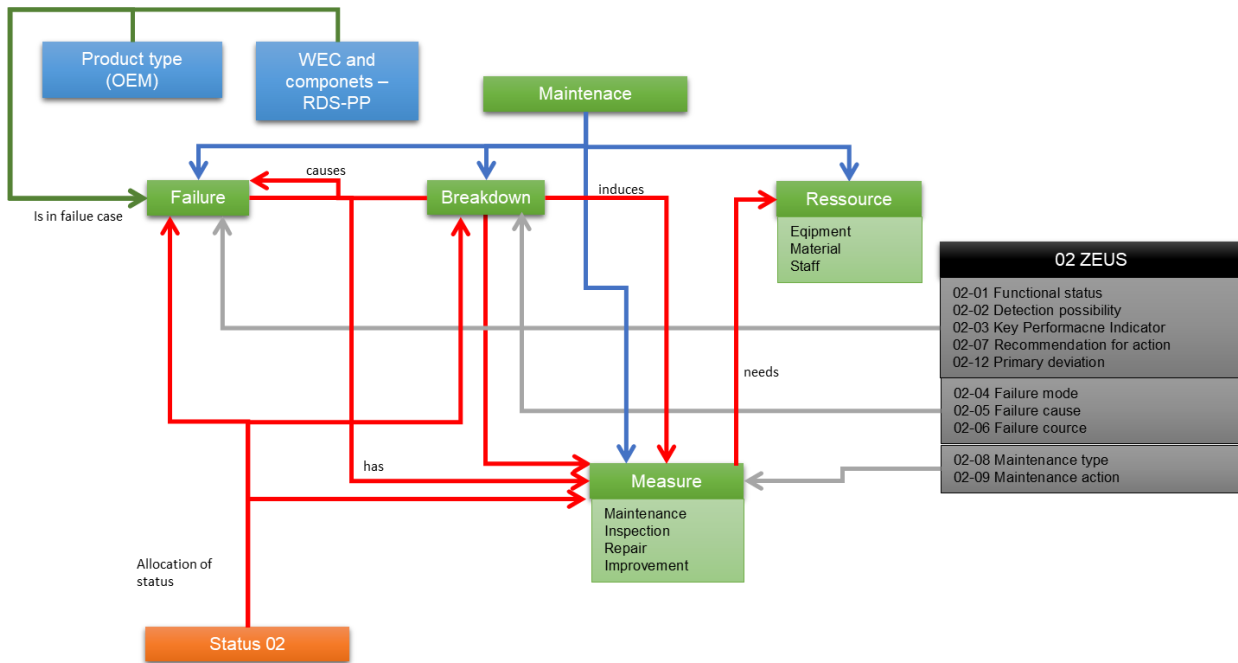 Product type
(OEM)
WEC and
componets –
RDS-PP
Maintenace
causes
induces
Failure
Breakdown
Ressource
Is in failue case
Eqipment
Material
Staff
02 ZEUS
02-01 Functional status
02-02 Detection possibility
02-03 Key Performacne Indicator
02-07 Recommendation for action
02-12 Primary deviation
needs
02-04 Failure mode
02-05 Failure cause
02-06 Failure cource
has
02-08 Maintenance type
02-09 Maintenance action
Measure
Maintenance
Inspection
Repair
Improvement
Allocation of
status
Status 02